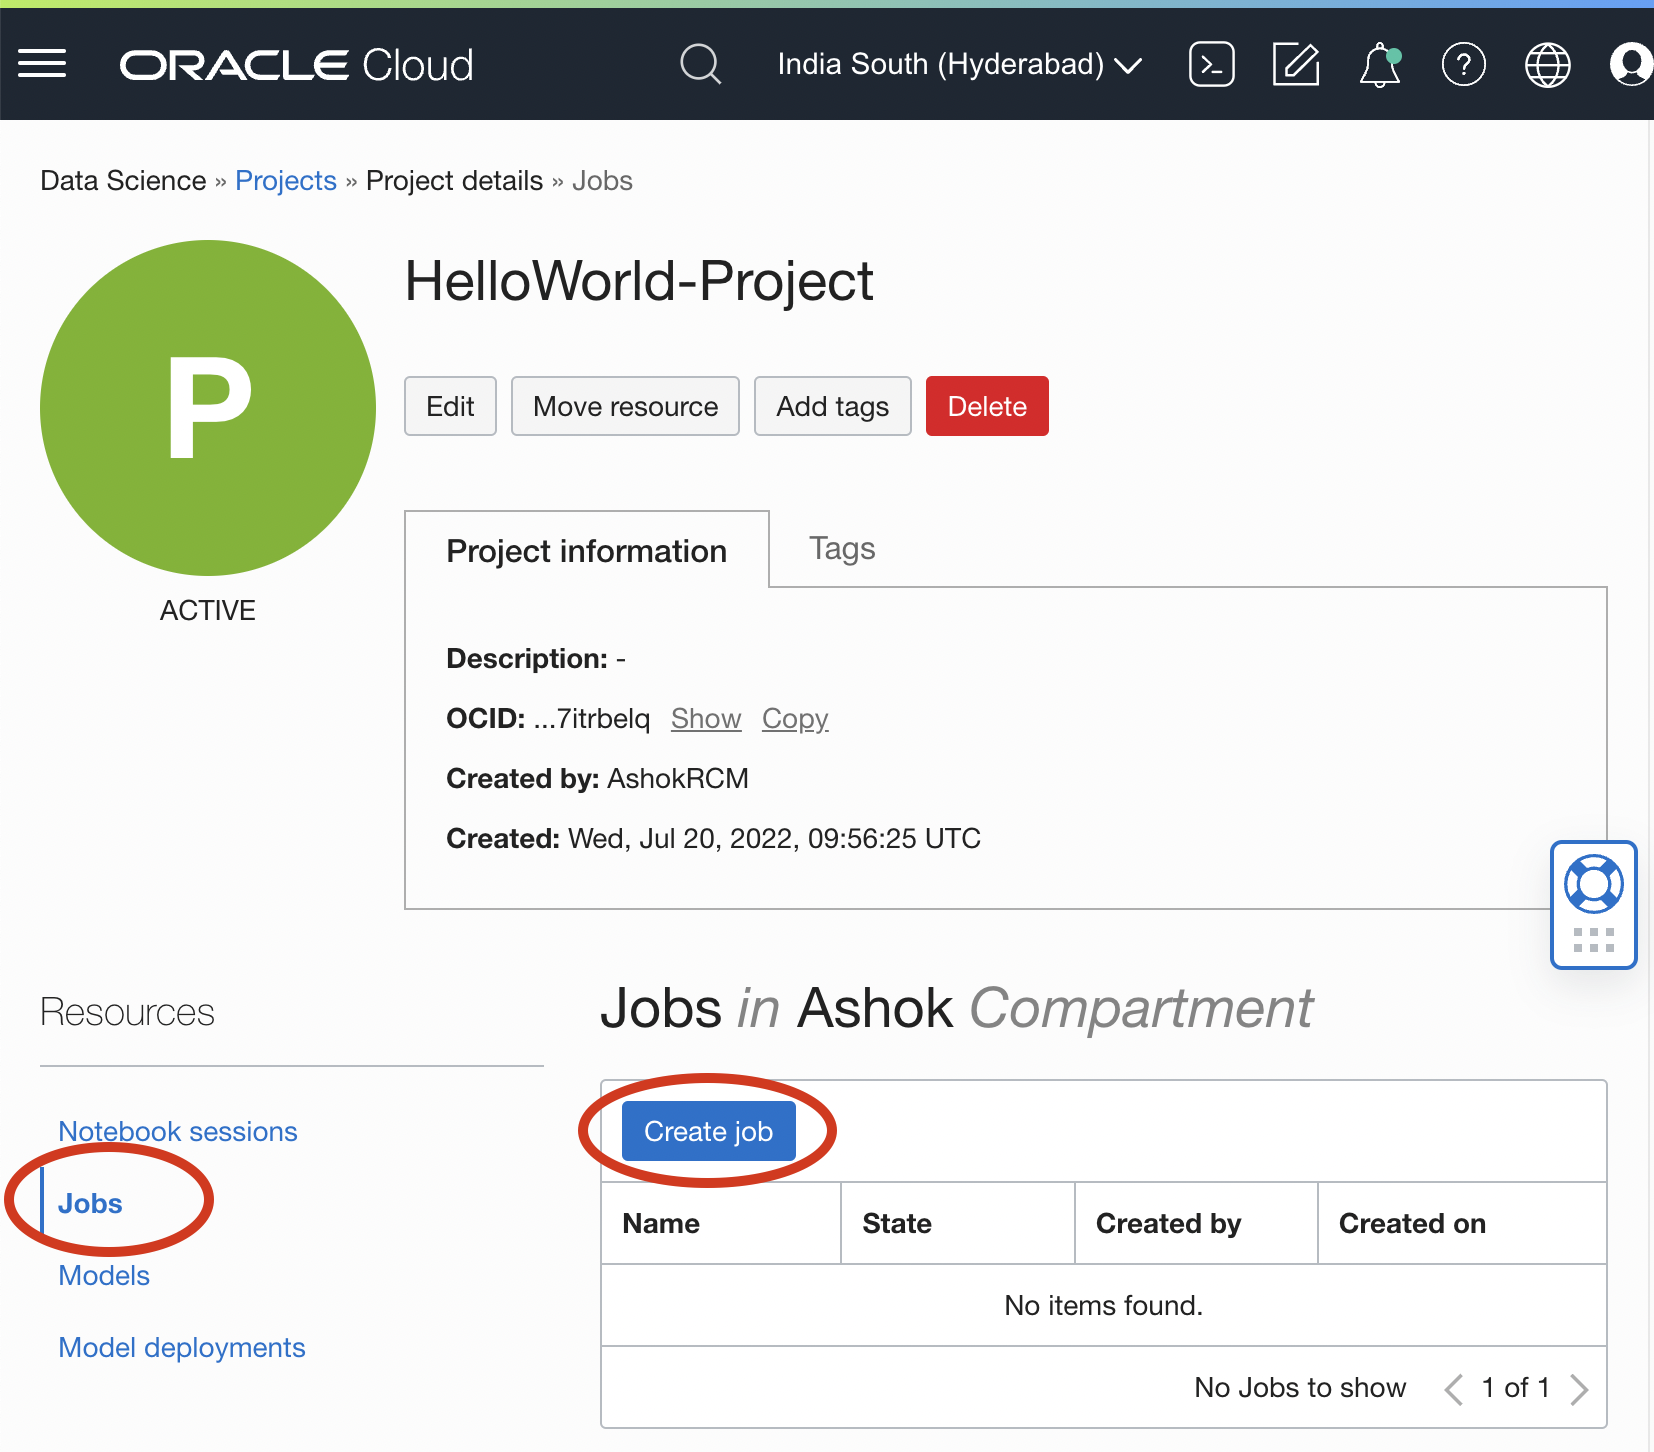 ORACLE Cloud
India South (Hyderabad)
Data Science » Projects » Project details » Jobs
P
ACTIVE
HelloWorld-Project
Edit Move resource Add tags Delete
Project information Tags
Description: -
OCID: ...7itrbelq Show Copy
Created by: AshokRCM
Created: Wed, Jul 20, 2022, 09:56:25 UTC
Resources
Notebook sessions
Jobs
Models
Model deployments
Jobs in Ashok Compartment
Create job
Name State Created by Created on
No items found.
No Jobs to show 1 of 1